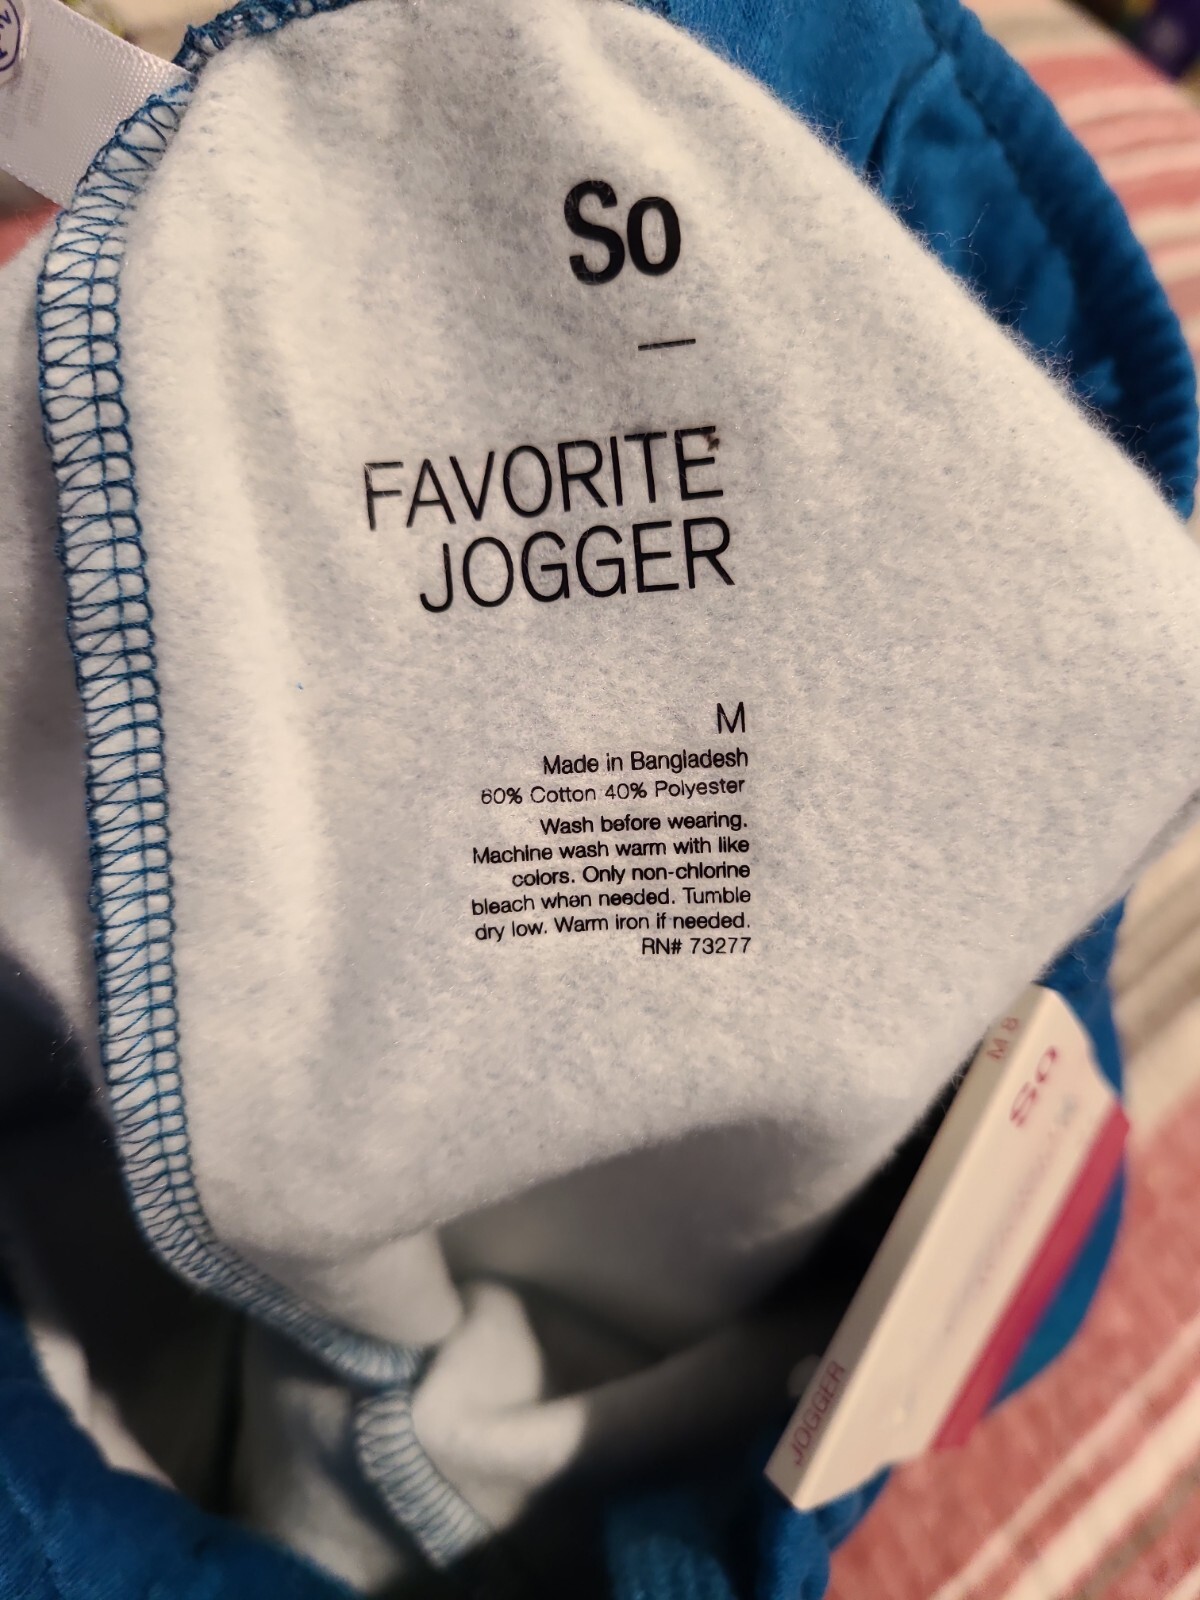 So
—
FAVORITE
JOGGER
M
Made in Bangladesh
60% Cotton 40% Polyester
Wash before wearing.
Machine wash warm with like
colors. Only non-chlorine
bleach when needed. Tumble
dry low. Warm iron if needed.
RN# 73277
M 8
So
JOGGER